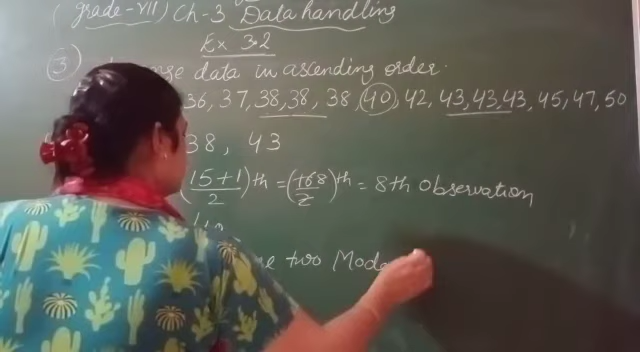 (grade-VII) Ch-3 Data handling
Ex 3.2
(3) data in ascending order.
36, 37, 38, 38, 38, 40, 42, 43, 43, 43, 45, 47, 50
38, 43
(15+1/2)th = (16 8/2)th = 8th Observation
two Mode